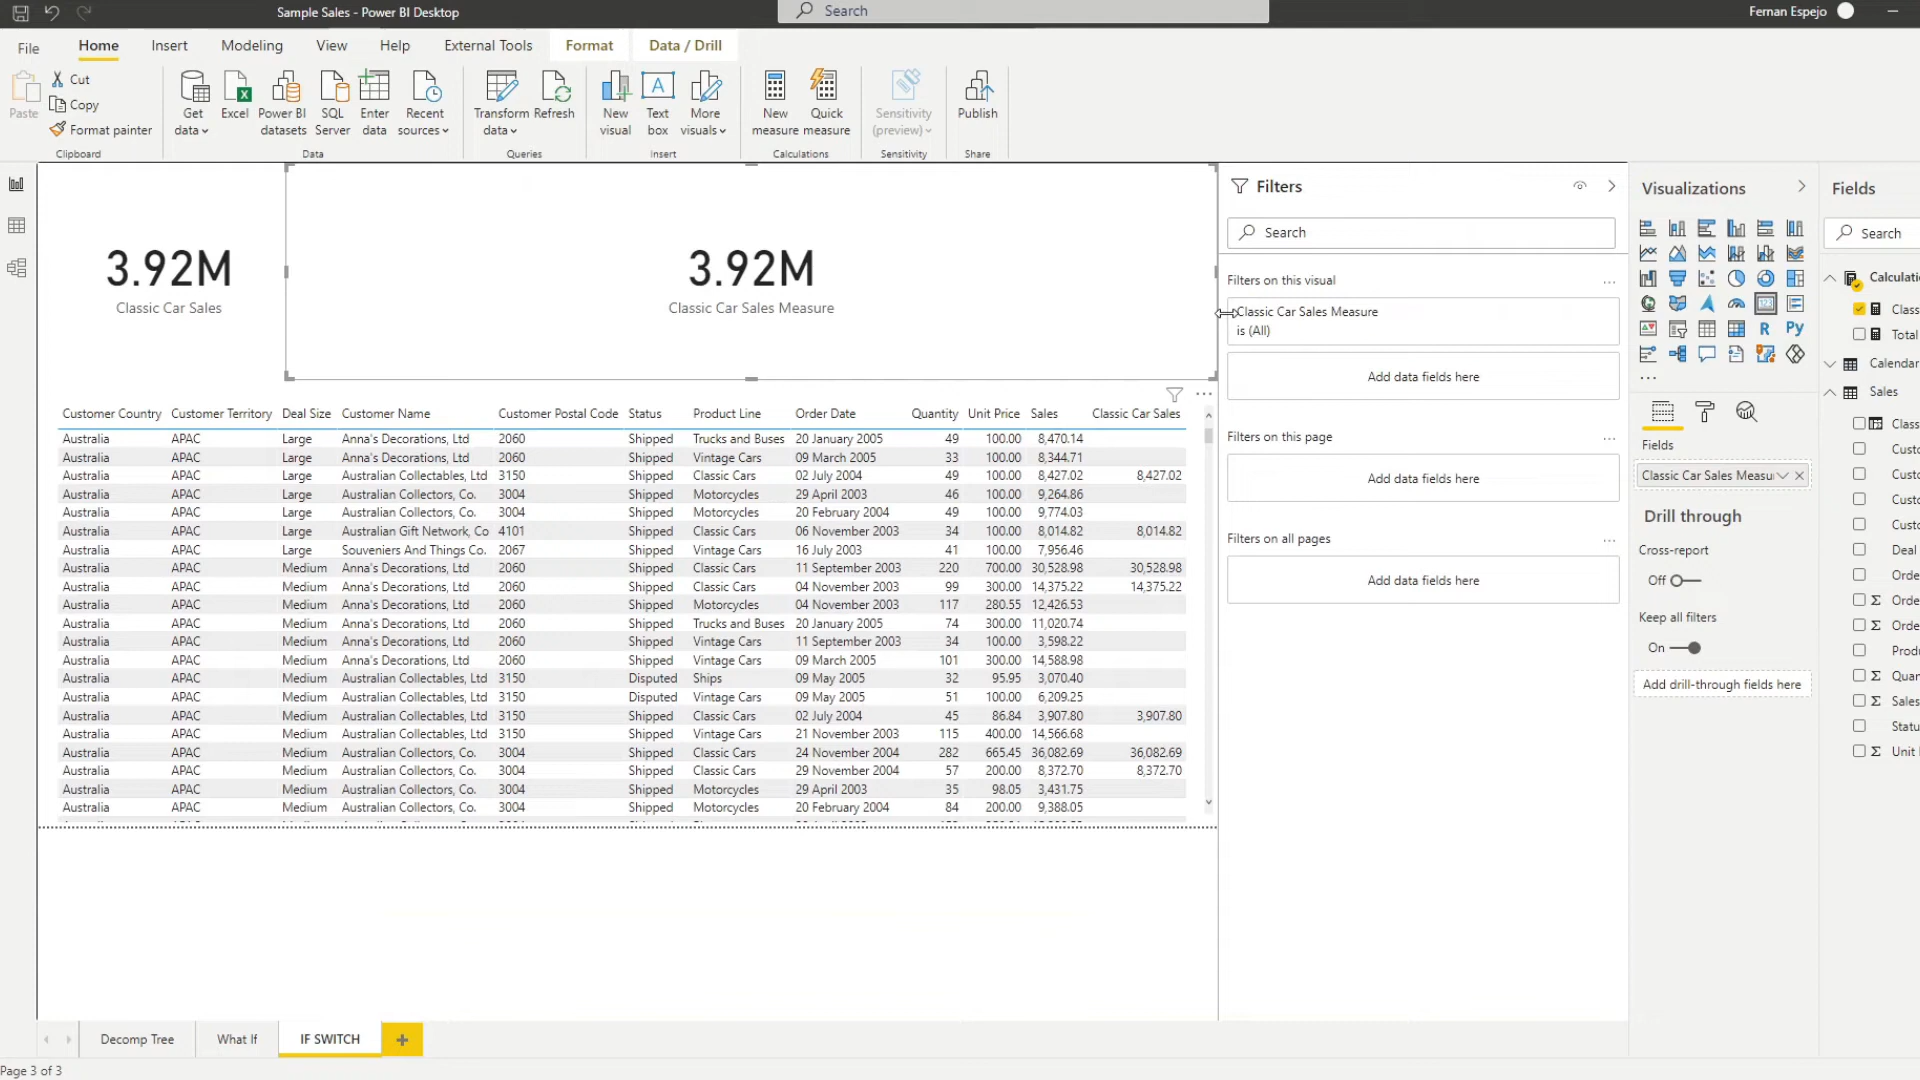 Sample Sales - Power BI Desktop
Search
Fernan Espejo
File
Home
Insert
Modeling
View
Help
External Tools
Format
Data / Drill
Paste
Cut
Copy
Format painter
Clipboard
Get data
Excel
Power BI datasets
SQL Server
Enter data
Recent sources
Data
Transform data
Refresh
Queries
New visual
Text box
More visuals
Insert
New measure
Quick measure
Calculations
Sensitivity (preview)
Sensitivity
Publish
Share
3.92M
Classic Car Sales
3.92M
Classic Car Sales Measure
Customer Country Customer Territory Deal Size Customer Name Customer Postal Code Status Product Line Order Date Quantity Unit Price Sales Classic Car Sales
Australia APAC Large Anna's Decorations, Ltd 2060 Shipped Trucks and Buses 20 January 2005 49 100.00 8,470.14
Australia APAC Large Anna's Decorations, Ltd 2060 Shipped Vintage Cars 09 March 2005 33 100.00 8,344.71
Australia APAC Large Australian Collectables, Ltd 3150 Shipped Classic Cars 02 July 2004 49 100.00 8,427.02 8,427.02
Australia APAC Large Australian Collectors, Co. 3004 Shipped Motorcycles 29 April 2003 46 100.00 9,264.86
Australia APAC Large Australian Collectors, Co. 3004 Shipped Motorcycles 20 February 2004 49 100.00 9,774.03
Australia APAC Large Australian Gift Network, Co 4101 Shipped Classic Cars 06 November 2003 34 100.00 8,014.82 8,014.82
Australia APAC Large Souveniers And Things Co. 2067 Shipped Vintage Cars 16 July 2003 41 100.00 7,956.46
Australia APAC Medium Anna's Decorations, Ltd 2060 Shipped Classic Cars 11 September 2003 220 700.00 30,528.98 30,528.98
Australia APAC Medium Anna's Decorations, Ltd 2060 Shipped Classic Cars 04 November 2003 99 300.00 14,375.22 14,375.22
Australia APAC Medium Anna's Decorations, Ltd 2060 Shipped Motorcycles 04 November 2003 117 280.55 12,426.53
Australia APAC Medium Anna's Decorations, Ltd 2060 Shipped Trucks and Buses 20 January 2005 74 300.00 11,020.74
Australia APAC Medium Anna's Decorations, Ltd 2060 Shipped Vintage Cars 11 September 2003 34 100.00 3,598.22
Australia APAC Medium Anna's Decorations, Ltd 2060 Shipped Vintage Cars 09 March 2005 101 300.00 14,588.98
Australia APAC Medium Australian Collectables, Ltd 3150 Disputed Ships 09 May 2005 32 95.95 3,070.40
Australia APAC Medium Australian Collectables, Ltd 3150 Disputed Vintage Cars 09 May 2005 51 100.00 6,209.25
Australia APAC Medium Australian Collectables, Ltd 3150 Shipped Classic Cars 02 July 2004 45 86.84 3,907.80 3,907.80
Australia APAC Medium Australian Collectables, Ltd 3150 Shipped Vintage Cars 21 November 2003 115 400.00 14,566.68
Australia APAC Medium Australian Collectors, Co. 3004 Shipped Classic Cars 24 November 2004 282 665.45 36,082.69 36,082.69
Australia APAC Medium Australian Collectors, Co. 3004 Shipped Classic Cars 29 November 2004 57 200.00 8,372.70 8,372.70
Australia APAC Medium Australian Collectors, Co. 3004 Shipped Motorcycles 29 April 2003 35 98.05 3,431.75
Australia APAC Medium Australian Collectors, Co. 3004 Shipped Motorcycles 20 February 2004 84 200.00 9,388.05
Filters
Search
Filters on this visual
Classic Car Sales Measure
is (All)
Add data fields here
Filters on this page
Add data fields here
Filters on all pages
Add data fields here
Visualizations
R
Py
Fields
Classic Car Sales Measu
Drill through
Cross-report
Off
Keep all filters
On
Add drill-through fields here
Fields
Search
Calculati
Class
Total
Calendar
Sales
Class
Custo
Custo
Custo
Custo
Deal
Orde
Orde
Orde
Produ
Quan
Sales
Statu
Unit
Decomp Tree
What If
IF SWITCH
+
Page 3 of 3